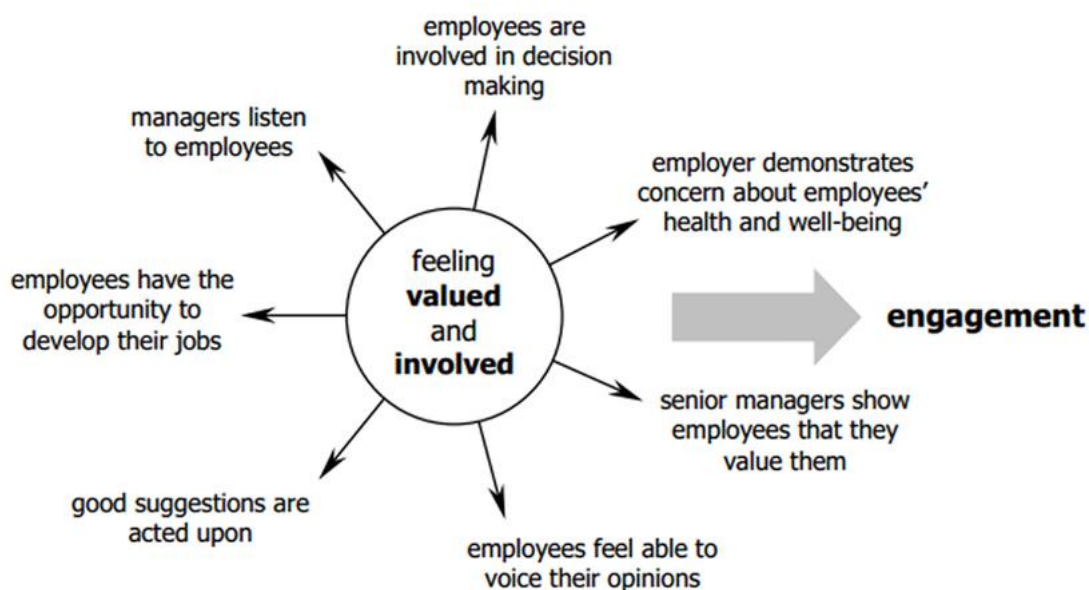 employees are
involved in decision
making
managers listen
to employees
employer demonstrates
concern about employees’
health and well-being
feeling
valued
and
involved
employees have the
opportunity to
develop their jobs
engagement
senior managers show
employees that they
value them
good suggestions are
acted upon
employees feel able to
voice their opinions